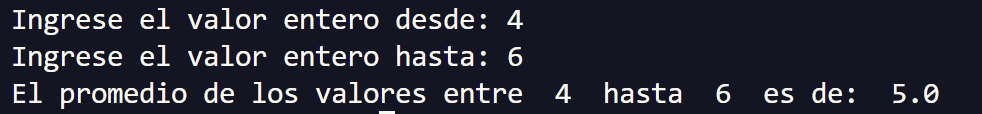 Ingrese el valor entero desde: 4
Ingrese el valor entero hasta: 6
El promedio de los valores entre  4  hasta  6  es de:  5.0